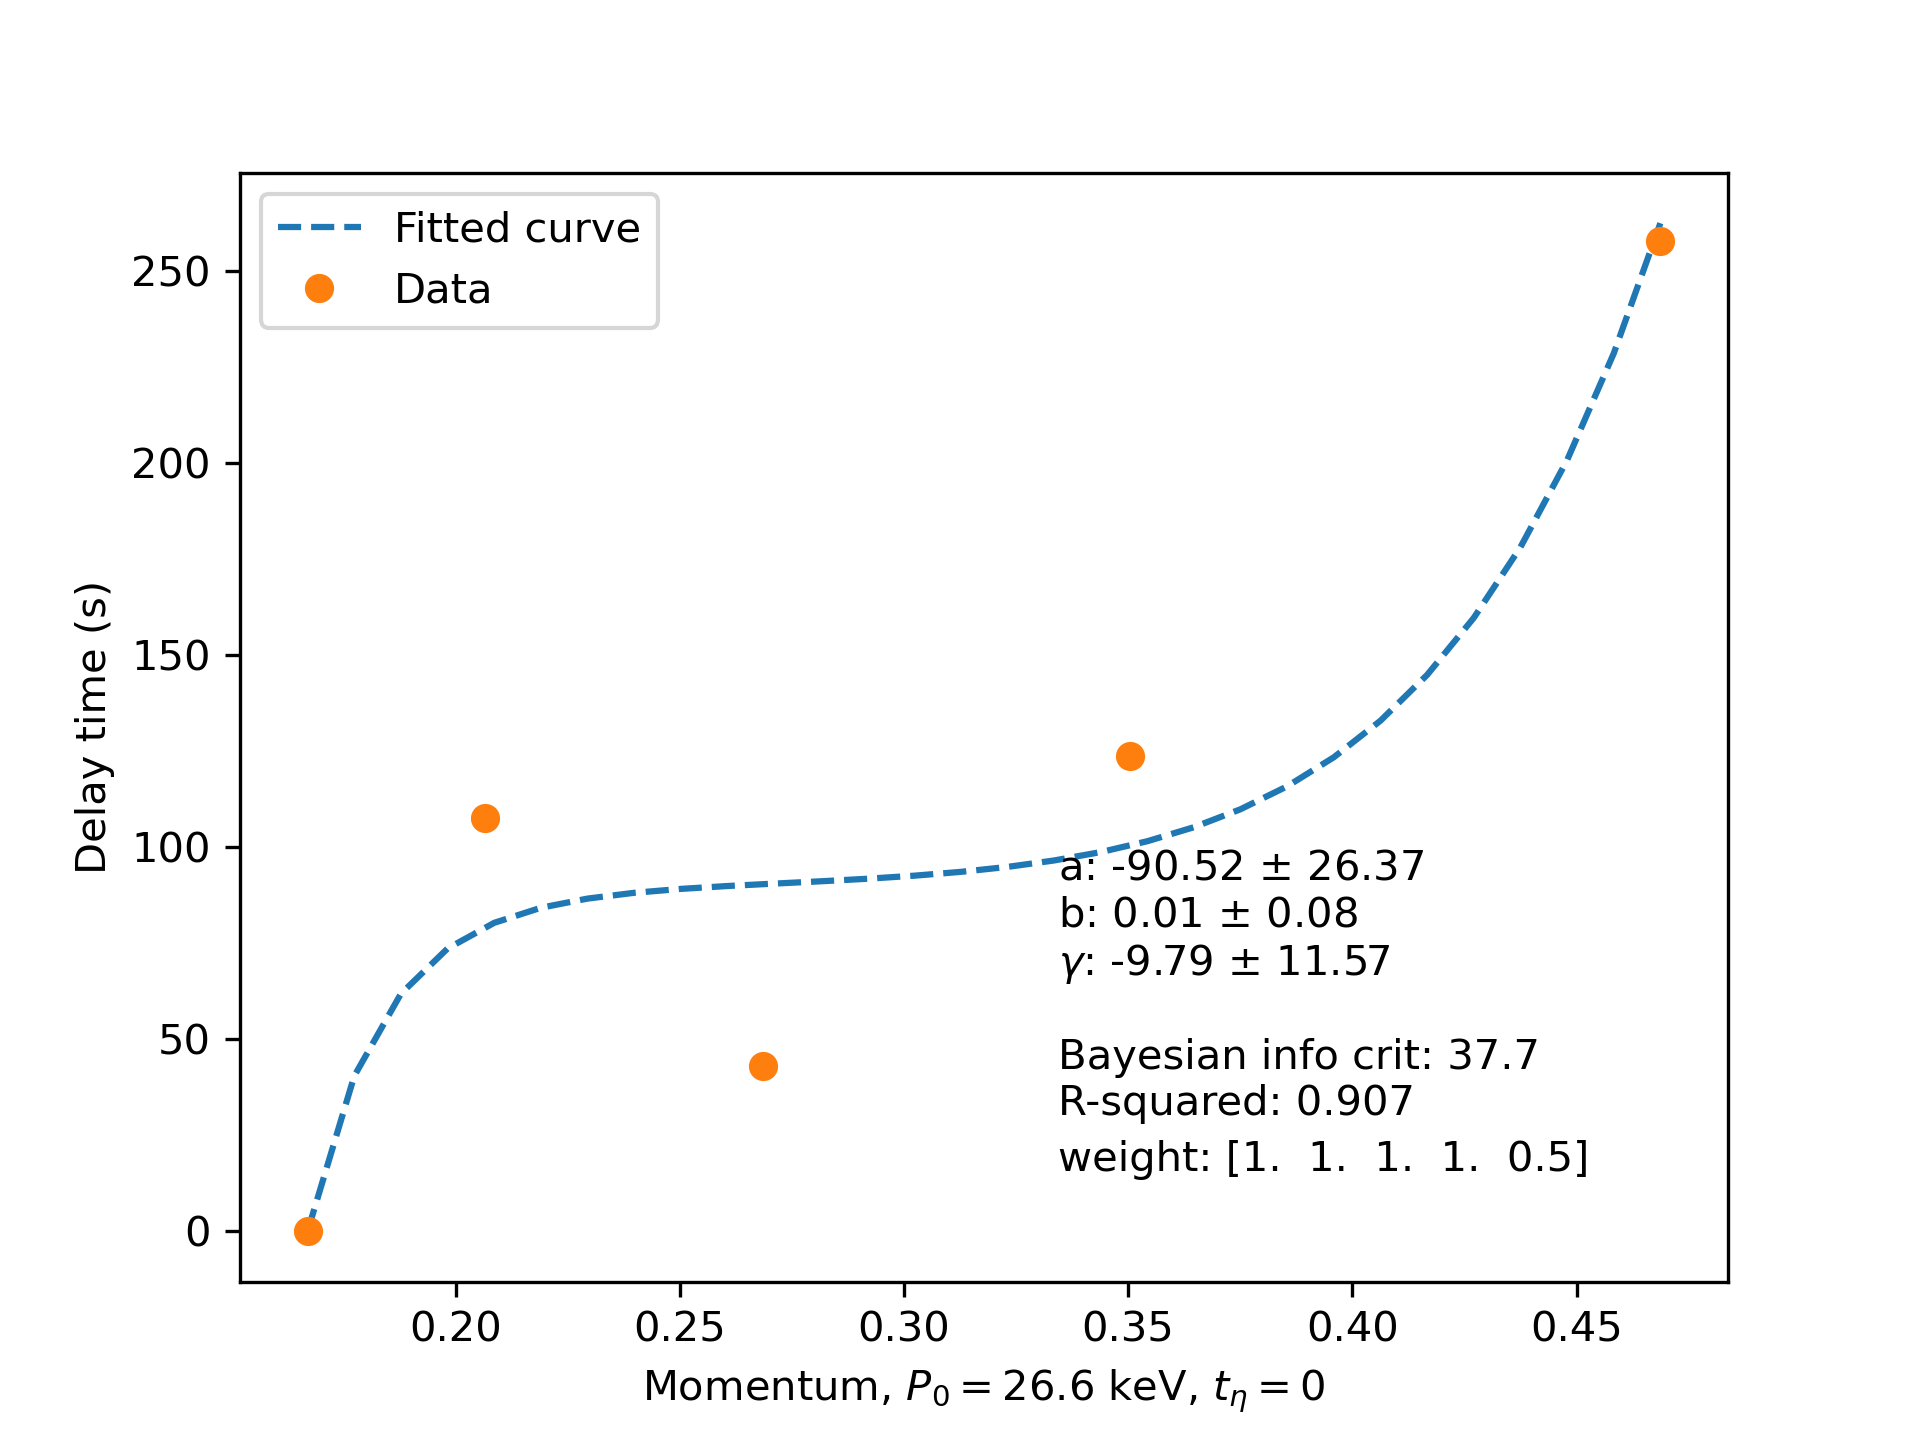 Fitted curve
Data
250
200
150
100
50
0
Delay time (s)
a: -90.52 ± 26.37
b: 0.01 ± 0.08
γ: -9.79 ± 11.57
Bayesian info crit: 37.7
R-squared: 0.907
weight: [1. 1. 1. 1. 0.5]
0.20 0.25 0.30 0.35 0.40 0.45
Momentum, P₀ = 26.6 keV, tη = 0